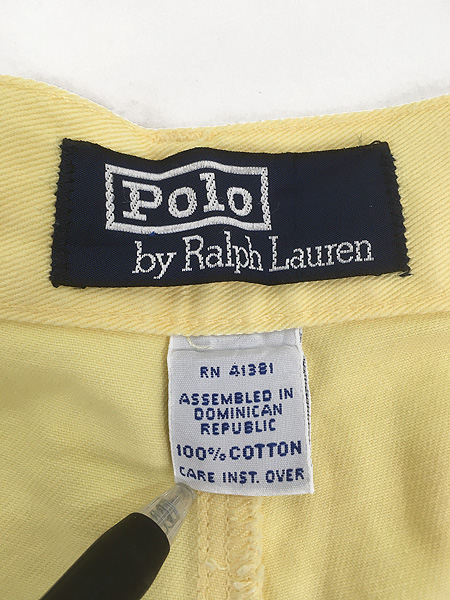 Polo
by Ralph Lauren
RN 41381
ASSEMBLED IN
DOMINICAN
REPUBLIC
100% COTTON
CARE INST. OVER